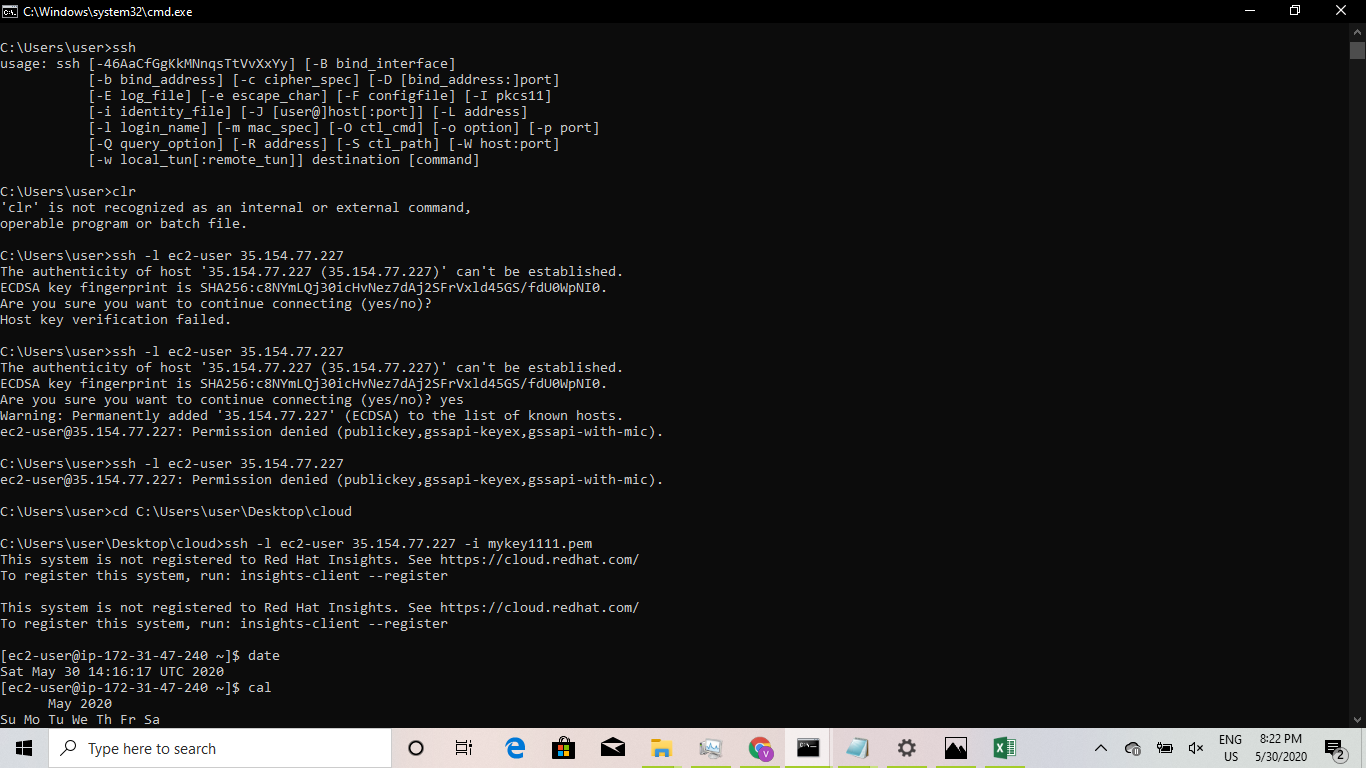 C:\Windows\system32\cmd.exe
C:\Users\user>ssh
usage: ssh [-46AaCfGgKkMNnqsTtVvXxYy] [-B bind_interface]
[-b bind_address] [-c cipher_spec] [-D [bind_address:]port]
[-E log_file] [-e escape_char] [-F configfile] [-I pkcs11]
[-i identity_file] [-J [user@]host[:port]] [-L address]
[-l login_name] [-m mac_spec] [-O ctl_cmd] [-o option] [-p port]
[-Q query_option] [-R address] [-S ctl_path] [-W host:port]
[-w local_tun[:remote_tun]] destination [command]
C:\Users\user>clr
'clr' is not recognized as an internal or external command,
operable program or batch file.
C:\Users\user>ssh -l ec2-user 35.154.77.227
The authenticity of host '35.154.77.227 (35.154.77.227)' can't be established.
ECDSA key fingerprint is SHA256:c8NYmLQj30icHvNez7dAj2SFrVxld45GS/fdU0WpNI0.
Are you sure you want to continue connecting (yes/no)?
Host key verification failed.
C:\Users\user>ssh -l ec2-user 35.154.77.227
The authenticity of host '35.154.77.227 (35.154.77.227)' can't be established.
ECDSA key fingerprint is SHA256:c8NYmLQj30icHvNez7dAj2SFrVxld45GS/fdU0WpNI0.
Are you sure you want to continue connecting (yes/no)? yes
Warning: Permanently added '35.154.77.227' (ECDSA) to the list of known hosts.
ec2-user@35.154.77.227: Permission denied (publickey,gssapi-keyex,gssapi-with-mic).
C:\Users\user>ssh -l ec2-user 35.154.77.227
ec2-user@35.154.77.227: Permission denied (publickey,gssapi-keyex,gssapi-with-mic).
C:\Users\user>cd C:\Users\user\Desktop\cloud
C:\Users\user\Desktop\cloud>ssh -l ec2-user 35.154.77.227 -i mykey1111.pem
This system is not registered to Red Hat Insights. See https://cloud.redhat.com/
To register this system, run: insights-client --register
This system is not registered to Red Hat Insights. See https://cloud.redhat.com/
To register this system, run: insights-client --register
[ec2-user@ip-172-31-47-240 ~]$ date
Sat May 30 14:16:17 UTC 2020
[ec2-user@ip-172-31-47-240 ~]$ cal
May 2020
Su Mo Tu We Th Fr Sa
Type here to search
ENG
US
8:22 PM
5/30/2020
2